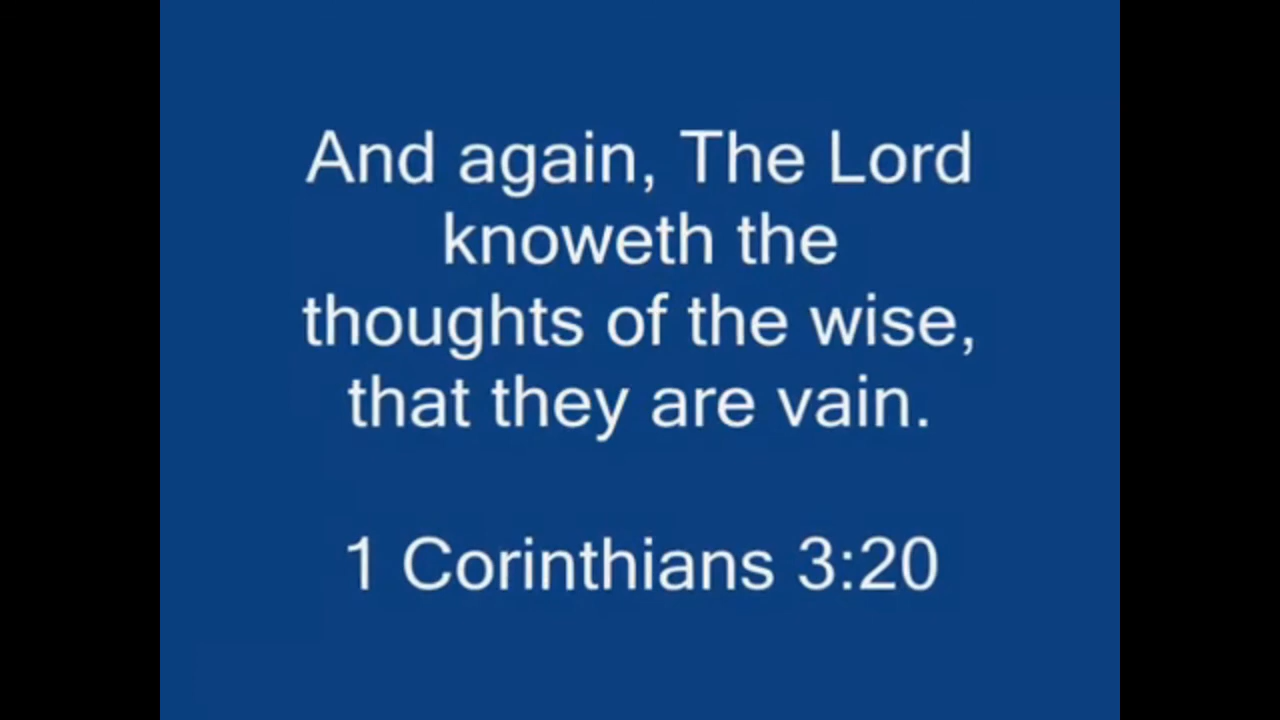 And again, The Lord
knoweth the
thoughts of the wise,
that they are vain.
1 Corinthians 3:20